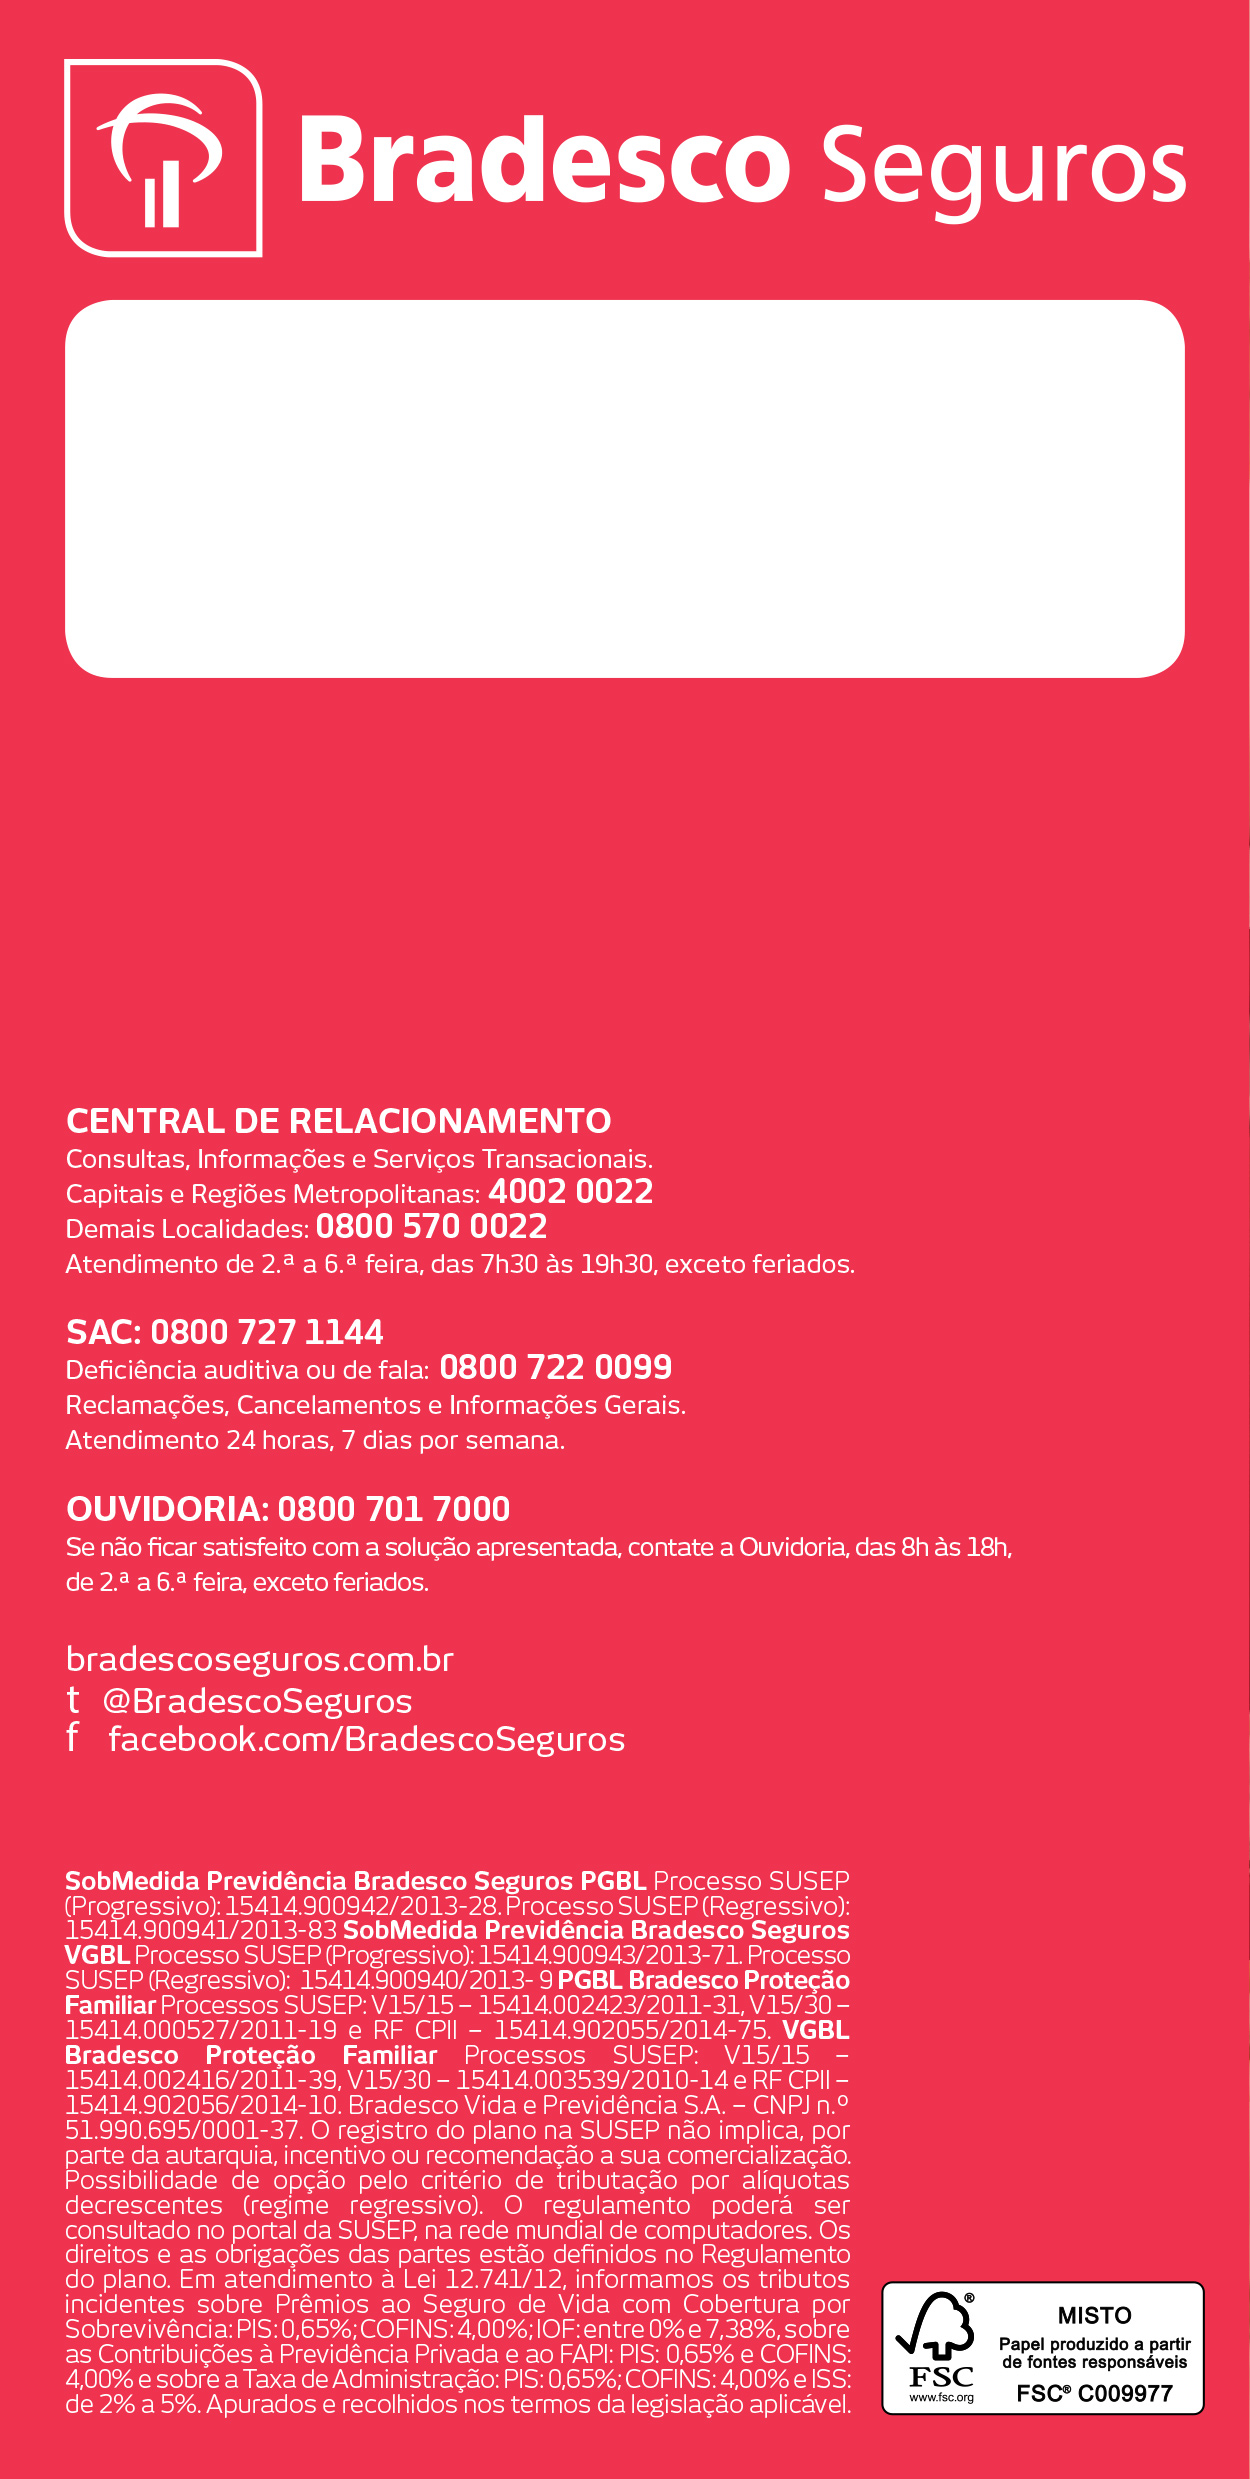 Bradesco Seguros
CENTRAL DE RELACIONAMENTO
Consultas, Informações e Serviços Transacionais.
Capitais e Regiões Metropolitanas: 4002 0022
Demais Localidades: 0800 570 0022
Atendimento de 2.ª a 6.ª feira, das 7h30 às 19h30, exceto feriados.
SAC: 0800 727 1144
Deficiência auditiva ou de fala: 0800 722 0099
Reclamações, Cancelamentos e Informações Gerais.
Atendimento 24 horas, 7 dias por semana.
OUVIDORIA: 0800 701 7000
Se não ficar satisfeito com a solução apresentada, contate a Ouvidoria, das 8h às 18h,
de 2.ª a 6.ª feira, exceto feriados.
bradescoseguros.com.br
t @BradescoSeguros
f facebook.com/BradescoSeguros
SobMedida Previdência Bradesco Seguros PGBL Processo SUSEP
(Progressivo): 15414.900942/2013-28. Processo SUSEP (Regressivo):
15414.900941/2013-83 SobMedida Previdência Bradesco Seguros
VGBL Processo SUSEP (Progressivo): 15414.900943/2013-71. Processo
SUSEP (Regressivo): 15414.900940/2013- 9 PGBL Bradesco Proteção
Familiar Processos SUSEP: V15/15 – 15414.002423/2011-31, V15/30 –
15414.000527/2011-19 e RF CPII – 15414.902055/2014-75. VGBL
Bradesco Proteção Familiar Processos SUSEP: V15/15 –
15414.002416/2011-39, V15/30 – 15414.003539/2010-14 e RF CPII –
15414.902056/2014-10. Bradesco Vida e Previdência S.A. – CNPJ n.º
51.990.695/0001-37. O registro do plano na SUSEP não implica, por
parte da autarquia, incentivo ou recomendação a sua comercialização.
Possibilidade de opção pelo critério de tributação por alíquotas
decrescentes (regime regressivo). O regulamento poderá ser
consultado no portal da SUSEP, na rede mundial de computadores. Os
direitos e as obrigações das partes estão definidos no Regulamento
do plano. Em atendimento à Lei 12.741/12, informamos os tributos
incidentes sobre Prêmios ao Seguro de Vida com Cobertura por
Sobrevivência: PIS: 0,65%; COFINS: 4,00%; IOF: entre 0% e 7,38%, sobre
as Contribuições à Previdência Privada e ao FAPI: PIS: 0,65% e COFINS:
4,00% e sobre a Taxa de Administração: PIS: 0,65%; COFINS: 4,00% e ISS:
de 2% a 5%. Apurados e recolhidos nos termos da legislação aplicável.
®
FSC
www.fsc.org
MISTO
Papel produzido a partir
de fontes responsáveis
FSC® C009977